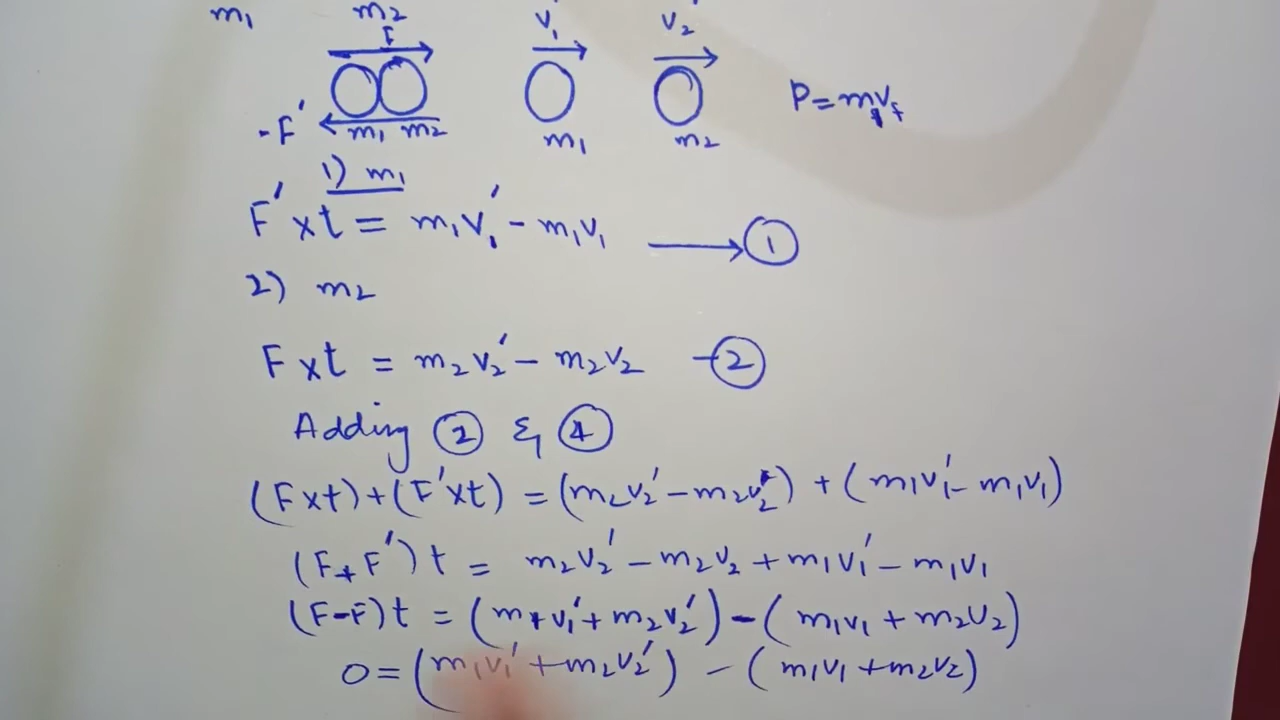 m₁ m₂ v₁' v₂'
F
P = mv_f
-F' m₁ m₂ m₁ m₂
1) m₁
F' x t = m₁v₁' - m₁v₁ → ①
2) m₂
F x t = m₂v₂' - m₂v₂ - ②
Adding ② & ④
(F x t) + (F' x t) = (m₂v₂' - m₂v₂) + (m₁v₁' - m₁v₁)
(F + F') t = m₂v₂' - m₂v₂ + m₁v₁' - m₁v₁
(F - F) t = (m₁v₁' + m₂v₂') - (m₁v₁ + m₂v₂)
0 = (m₁v₁' + m₂v₂') - (m₁v₁ + m₂v₂)